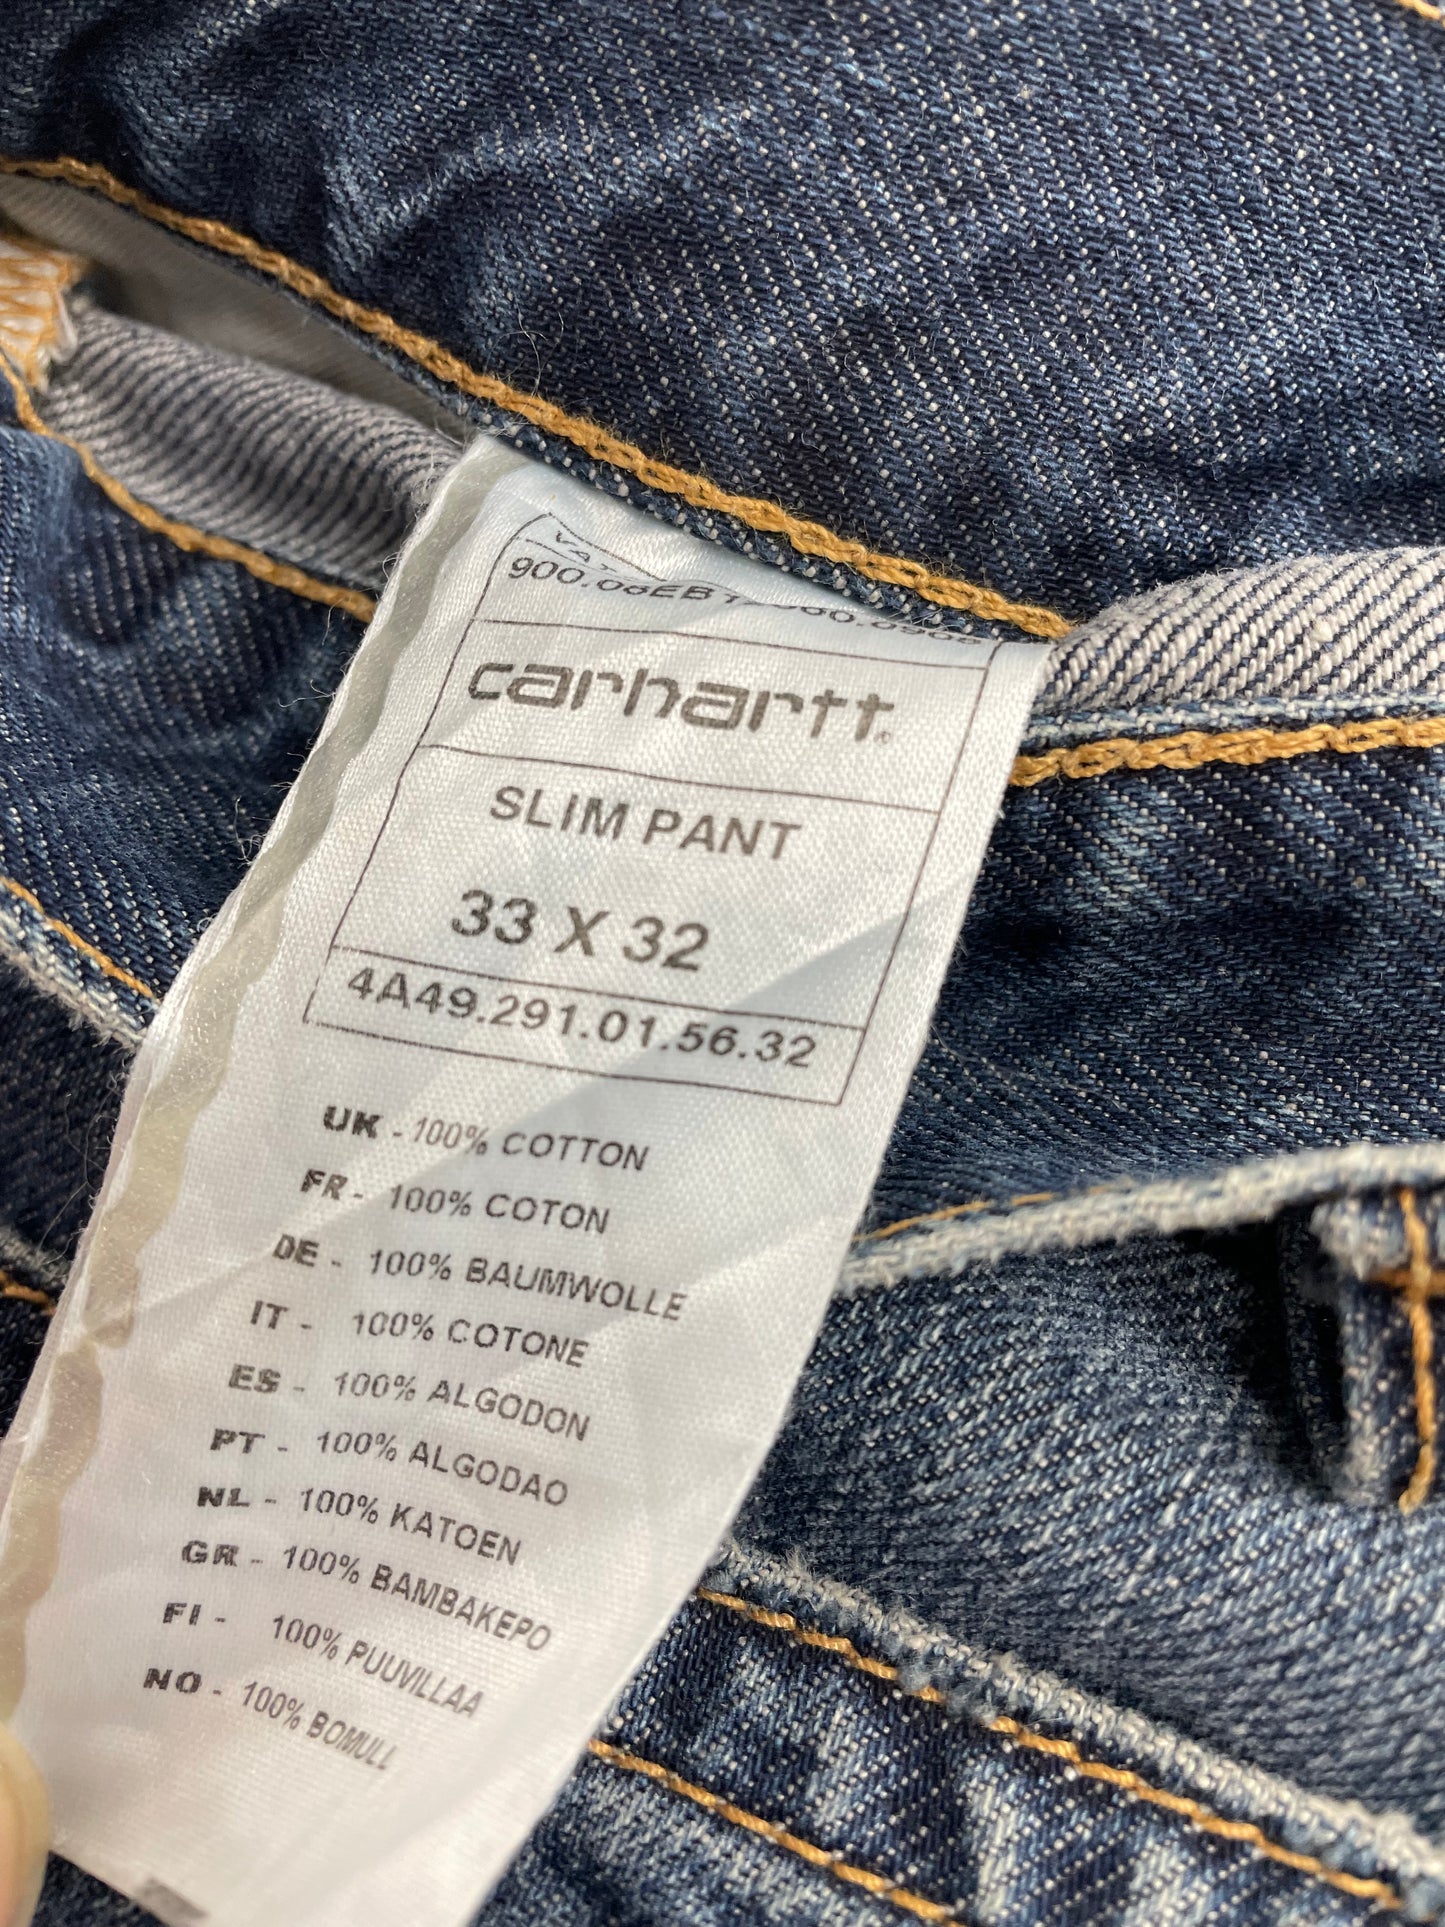 carhartt®
SLIM PANT
33 X 32
4A49.291.01.56.32
UK - 100% COTTON
FR - 100% COTON
DE - 100% BAUMWOLLE
IT - 100% COTONE
ES - 100% ALGODON
PT - 100% ALGODAO
NL - 100% KATOEN
GR - 100% BAMBAKEPO
FI - 100% PUUVILLAA
NO - 100% BOMULL